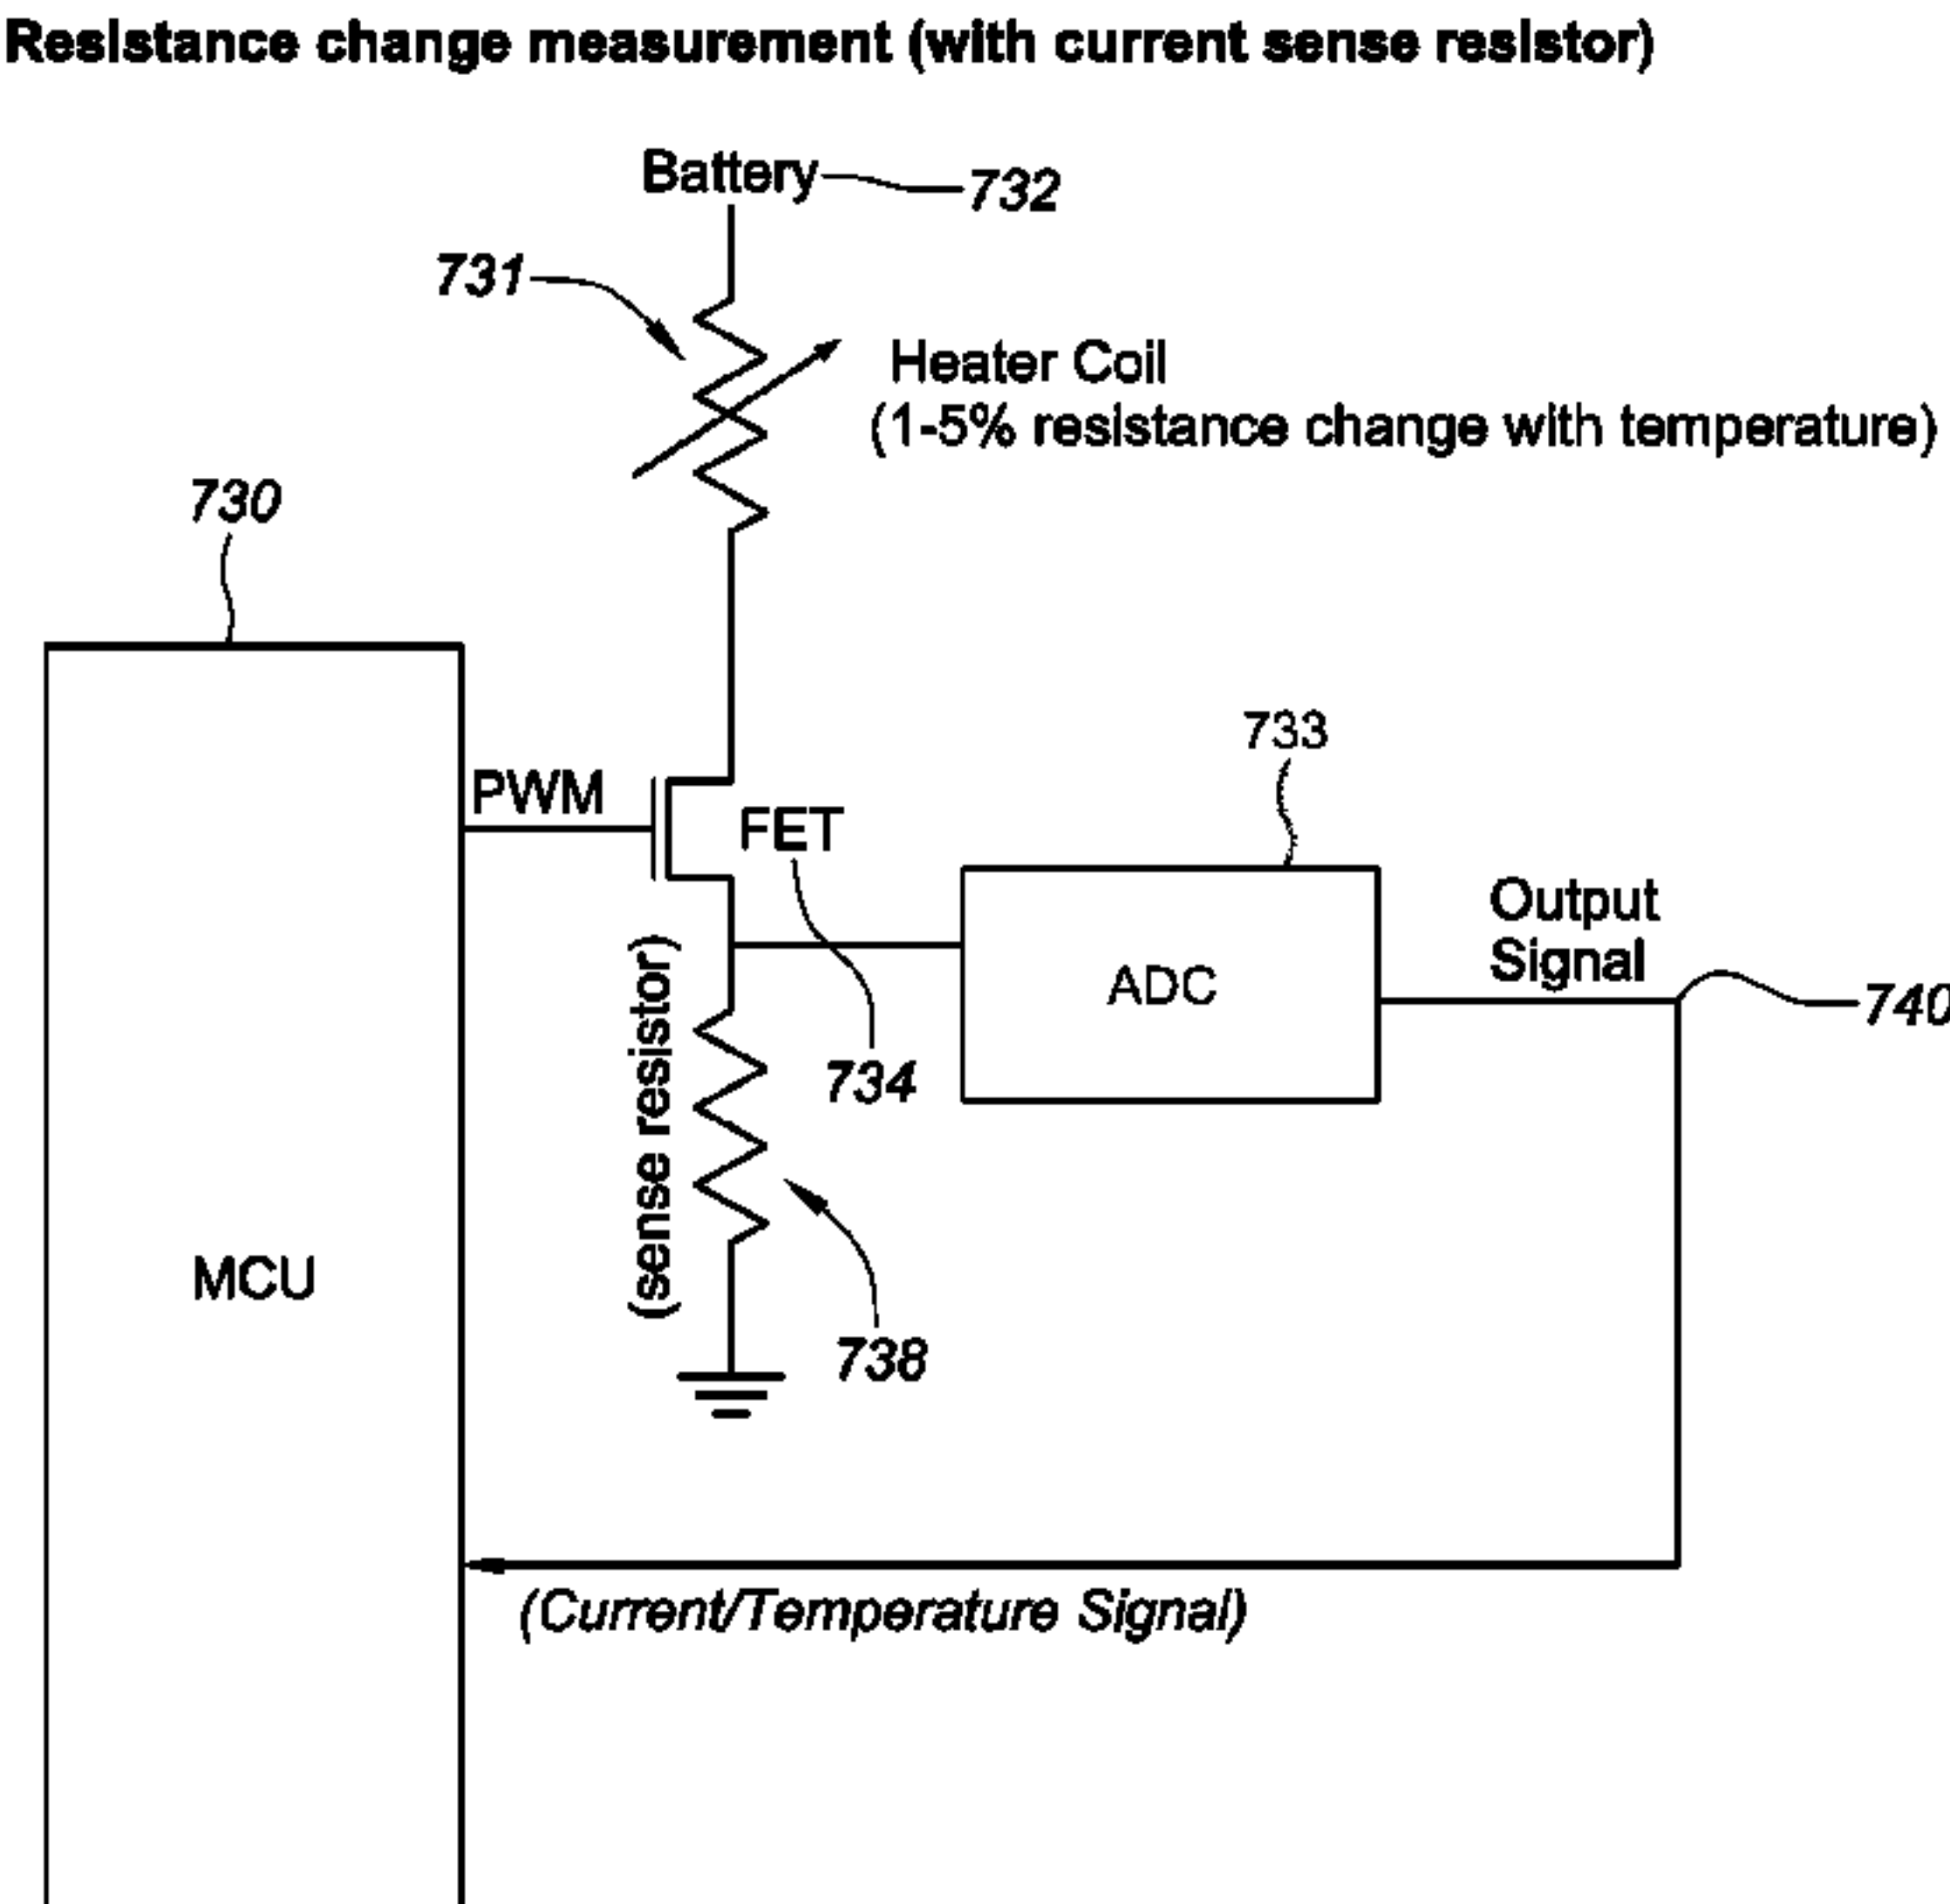 Resistance change measurement (with current sense resistor)
Battery 732
731
Heater Coil
(1-5% resistance change with temperature)
730
733
PWM
FET
Output
Signal
ADC
740
734
(sense resistor)
MCU
738
(Current/Temperature Signal)